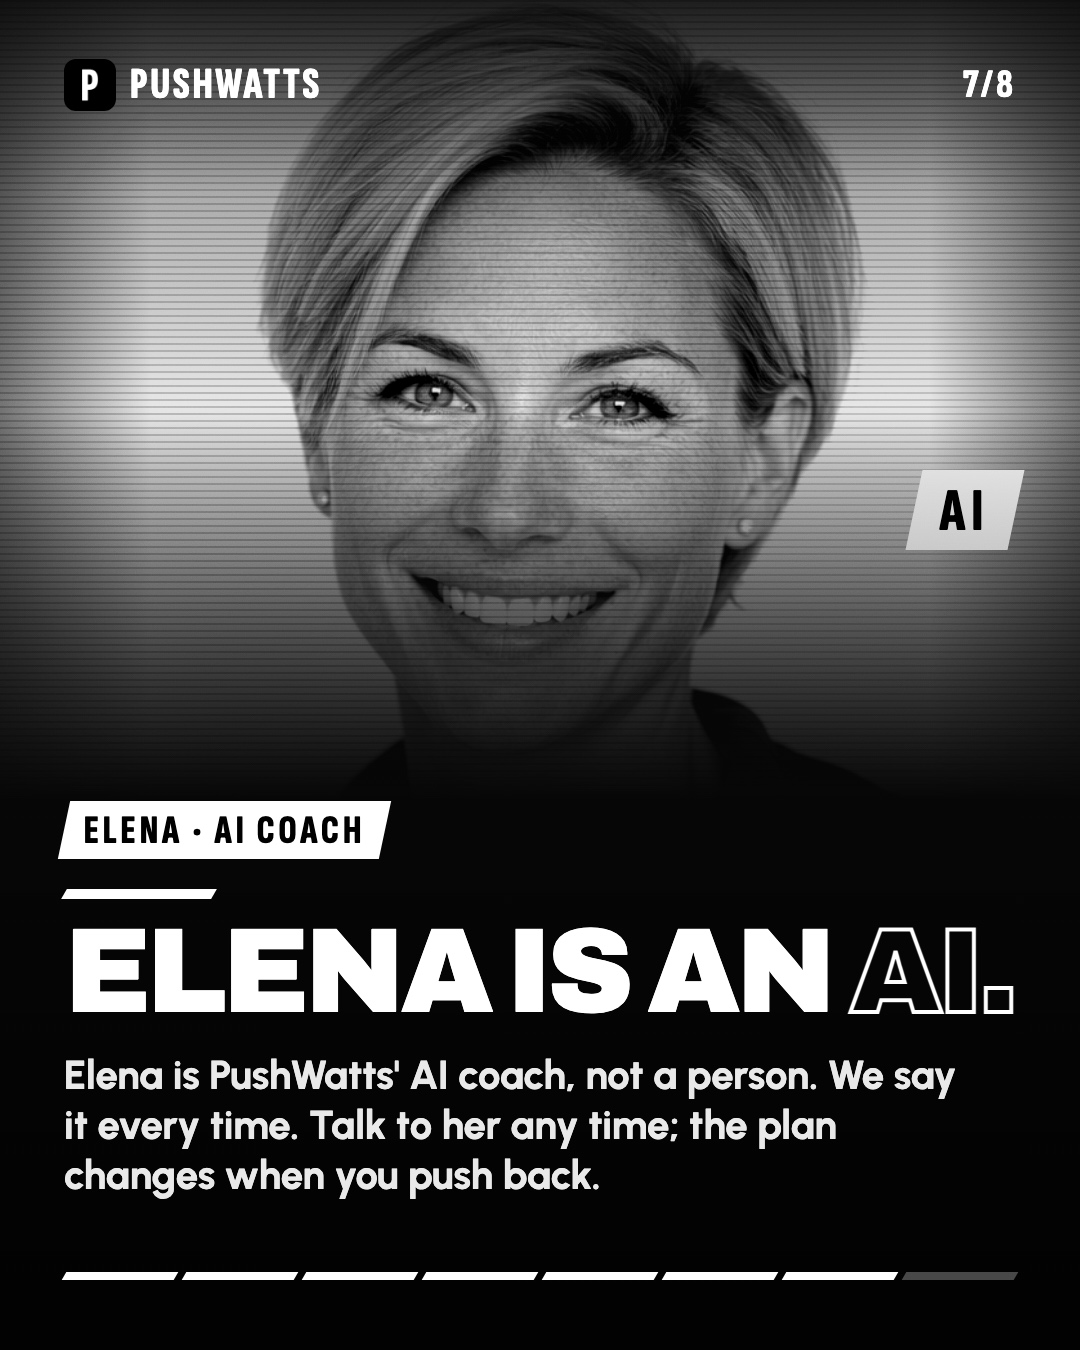 P PUSHWATTS
7/8
AI
ELENA · AI COACH
ELENA IS AN AI.
Elena is PushWatts' AI coach, not a person. We say
it every time. Talk to her any time; the plan
changes when you push back.